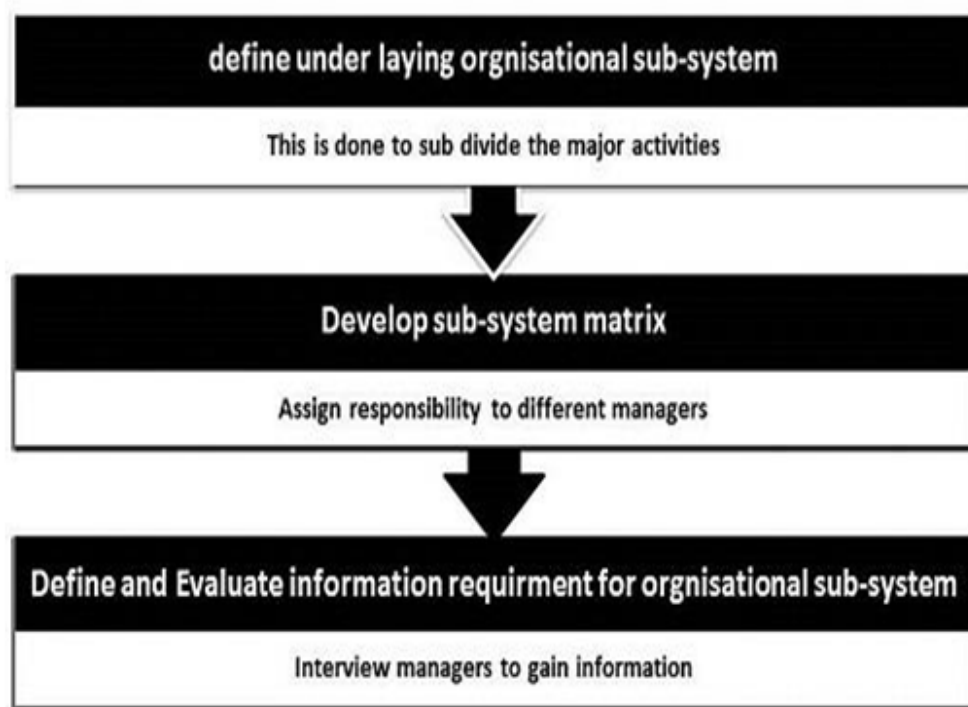 define under laying orgnisational sub-system
This is done to sub divide the major activities
Develop sub-system matrix
Assign responsibility to different managers
Define and Evaluate information requirment for orgnisational sub-system
Interview managers to gain information